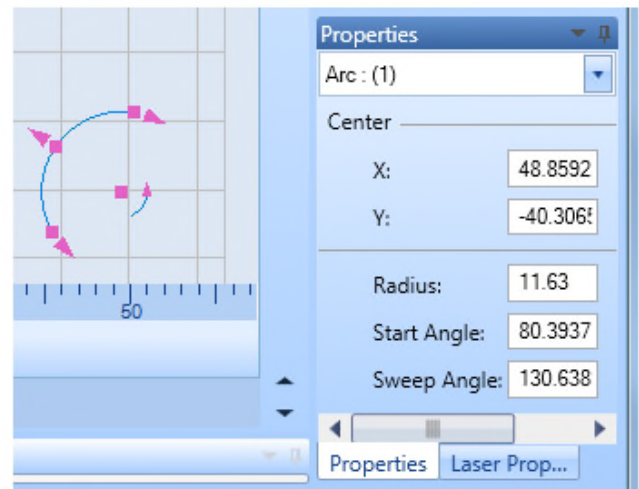 Properties
Arc : (1)
Center
X: 48.8592
Y: -40.306
Radius: 11.63
Start Angle: 80.3937
Sweep Angle: 130.638
50
Properties Laser Prop...